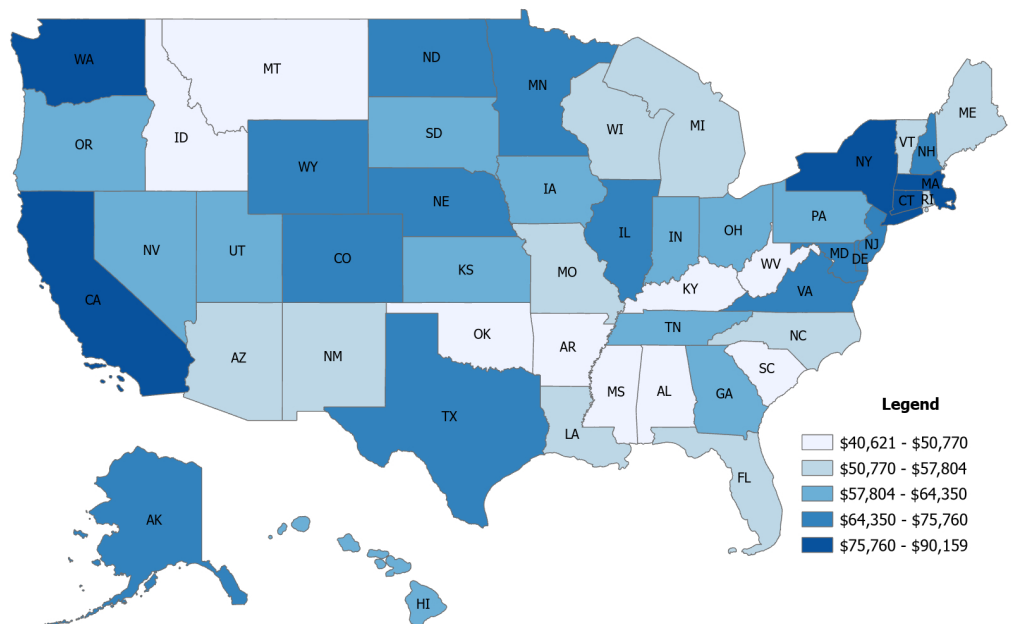 WA
MT
ND
MN
ME
OR
ID
SD
WI
MI
VT
NH
WY
NY
MA
NE
IA
CT
RI
NV
UT
CO
KS
IL
IN
OH
PA
NJ
MD
DE
CA
MO
KY
WV
VA
AZ
NM
OK
AR
TN
NC
SC
TX
MS
AL
GA
LA
FL
AK
HI
Legend
$40,621 - $50,770
$50,770 - $57,804
$57,804 - $64,350
$64,350 - $75,760
$75,760 - $90,159